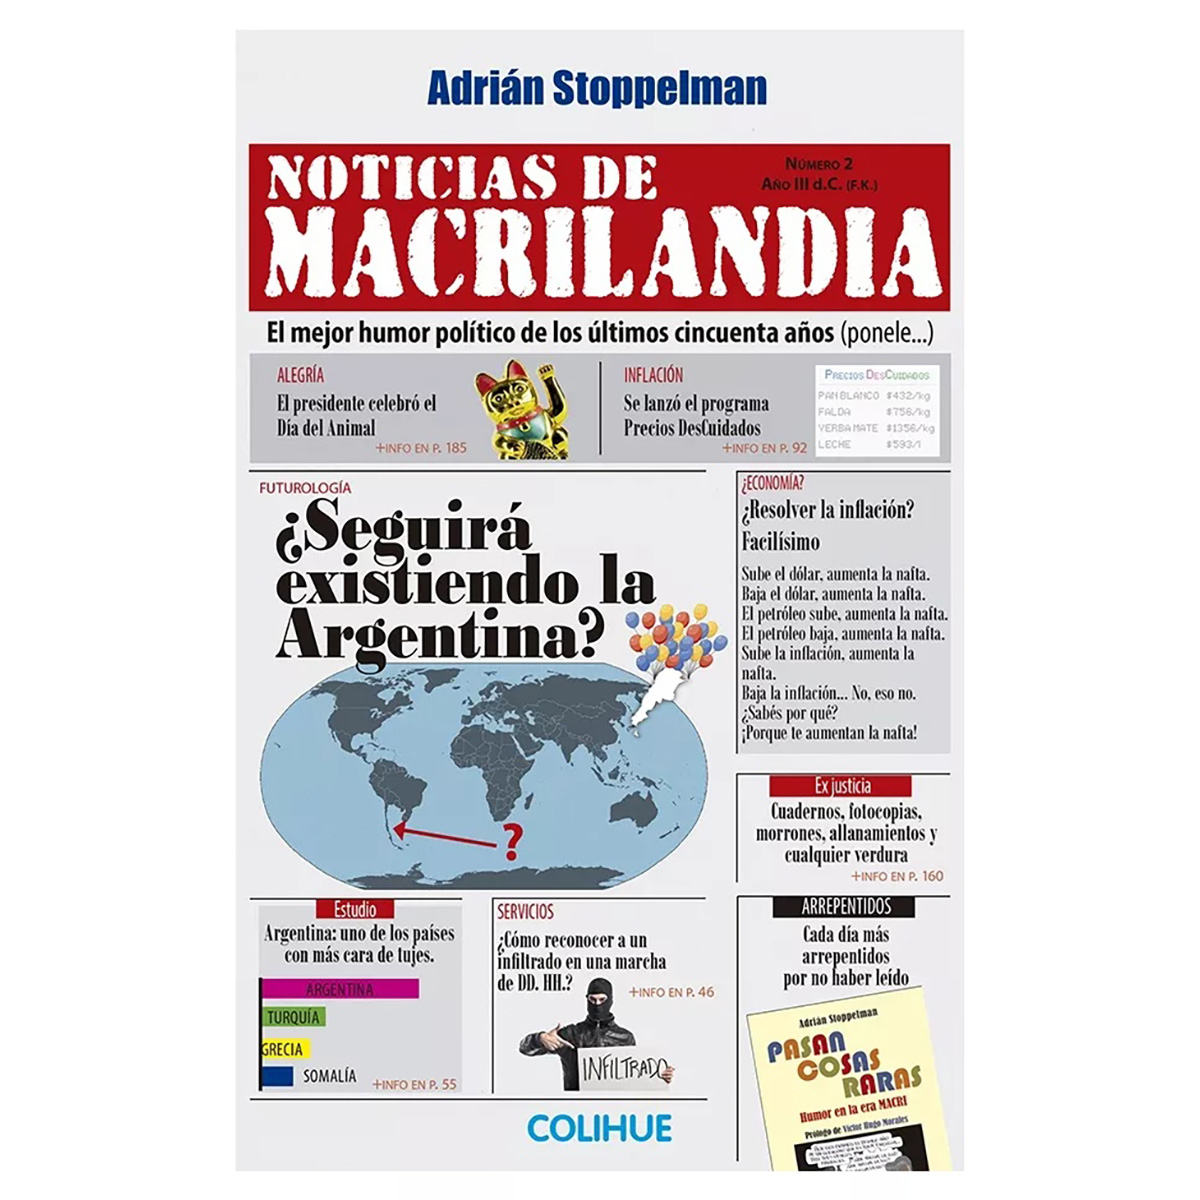 Adrián Stoppelman
NOTICIAS DE
MACRILANDIA
NÚMERO 2
AÑO III d.C. (F.K.)
El mejor humor político de los últimos cincuenta años (ponele...)
ALEGRÍA
El presidente celebró el
Día del Animal
+INFO EN P. 185
INFLACIÓN
Se lanzó el programa
Precios DesCuidados
+INFO EN P. 92
PRECIOS DESCUIDADOS
PAN BLANCO $432/kg
FALDA $756/kg
YERBA MATE $1356/kg
LECHE $593/l
FUTUROLOGÍA
¿Seguirá
existiendo la
Argentina?
?
¿ECONOMÍA?
¿Resolver la inflación?
Facilísimo
Sube el dólar, aumenta la nafta.
Baja el dólar, aumenta la nafta.
El petróleo sube, aumenta la nafta.
El petróleo baja, aumenta la nafta.
Sube la inflación, aumenta la
nafta.
Baja la inflación... No, eso no.
¿Sabés por qué?
¡Porque te aumentan la nafta!
Ex justicia
Cuadernos, fotocopias,
morrones, allanamientos y
cualquier verdura
+INFO EN P. 160
Estudio
Argentina: uno de los países
con más cara de tujes.
ARGENTINA
TURQUÍA
GRECIA
SOMALÍA
+INFO EN P. 55
SERVICIOS
¿Cómo reconocer a un
infiltrado en una marcha
de DD. HH.?
+INFO EN P. 46
INFILTRADO
ARREPENTIDOS
Cada día más
arrepentidos
por no haber leído
Adrián Stoppelman
PASAN
COSAS
RARAS
Humor en la era MACRI
Prólogo de Víctor Hugo Morales
COLIHUE